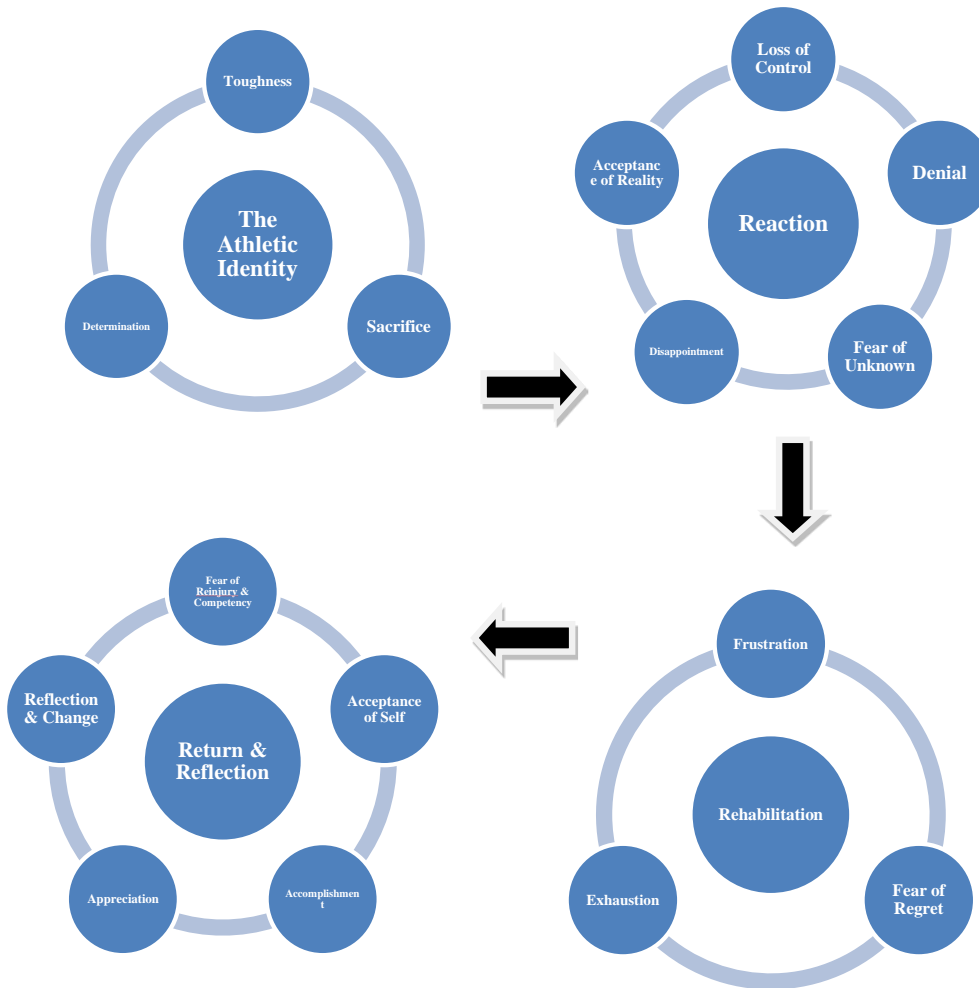 Toughness
The
Athletic
Identity
Determination
Sacrifice
Loss of
Control
Acceptanc
e of Reality
Denial
Reaction
Disappointment
Fear of
Unknown
Frustration
Rehabilitation
Exhaustion
Fear of
Regret
Fear of
Reinjury &
Competency
Reflection
& Change
Acceptance
of Self
Return &
Reflection
Appreciation
Accomplishmen
t